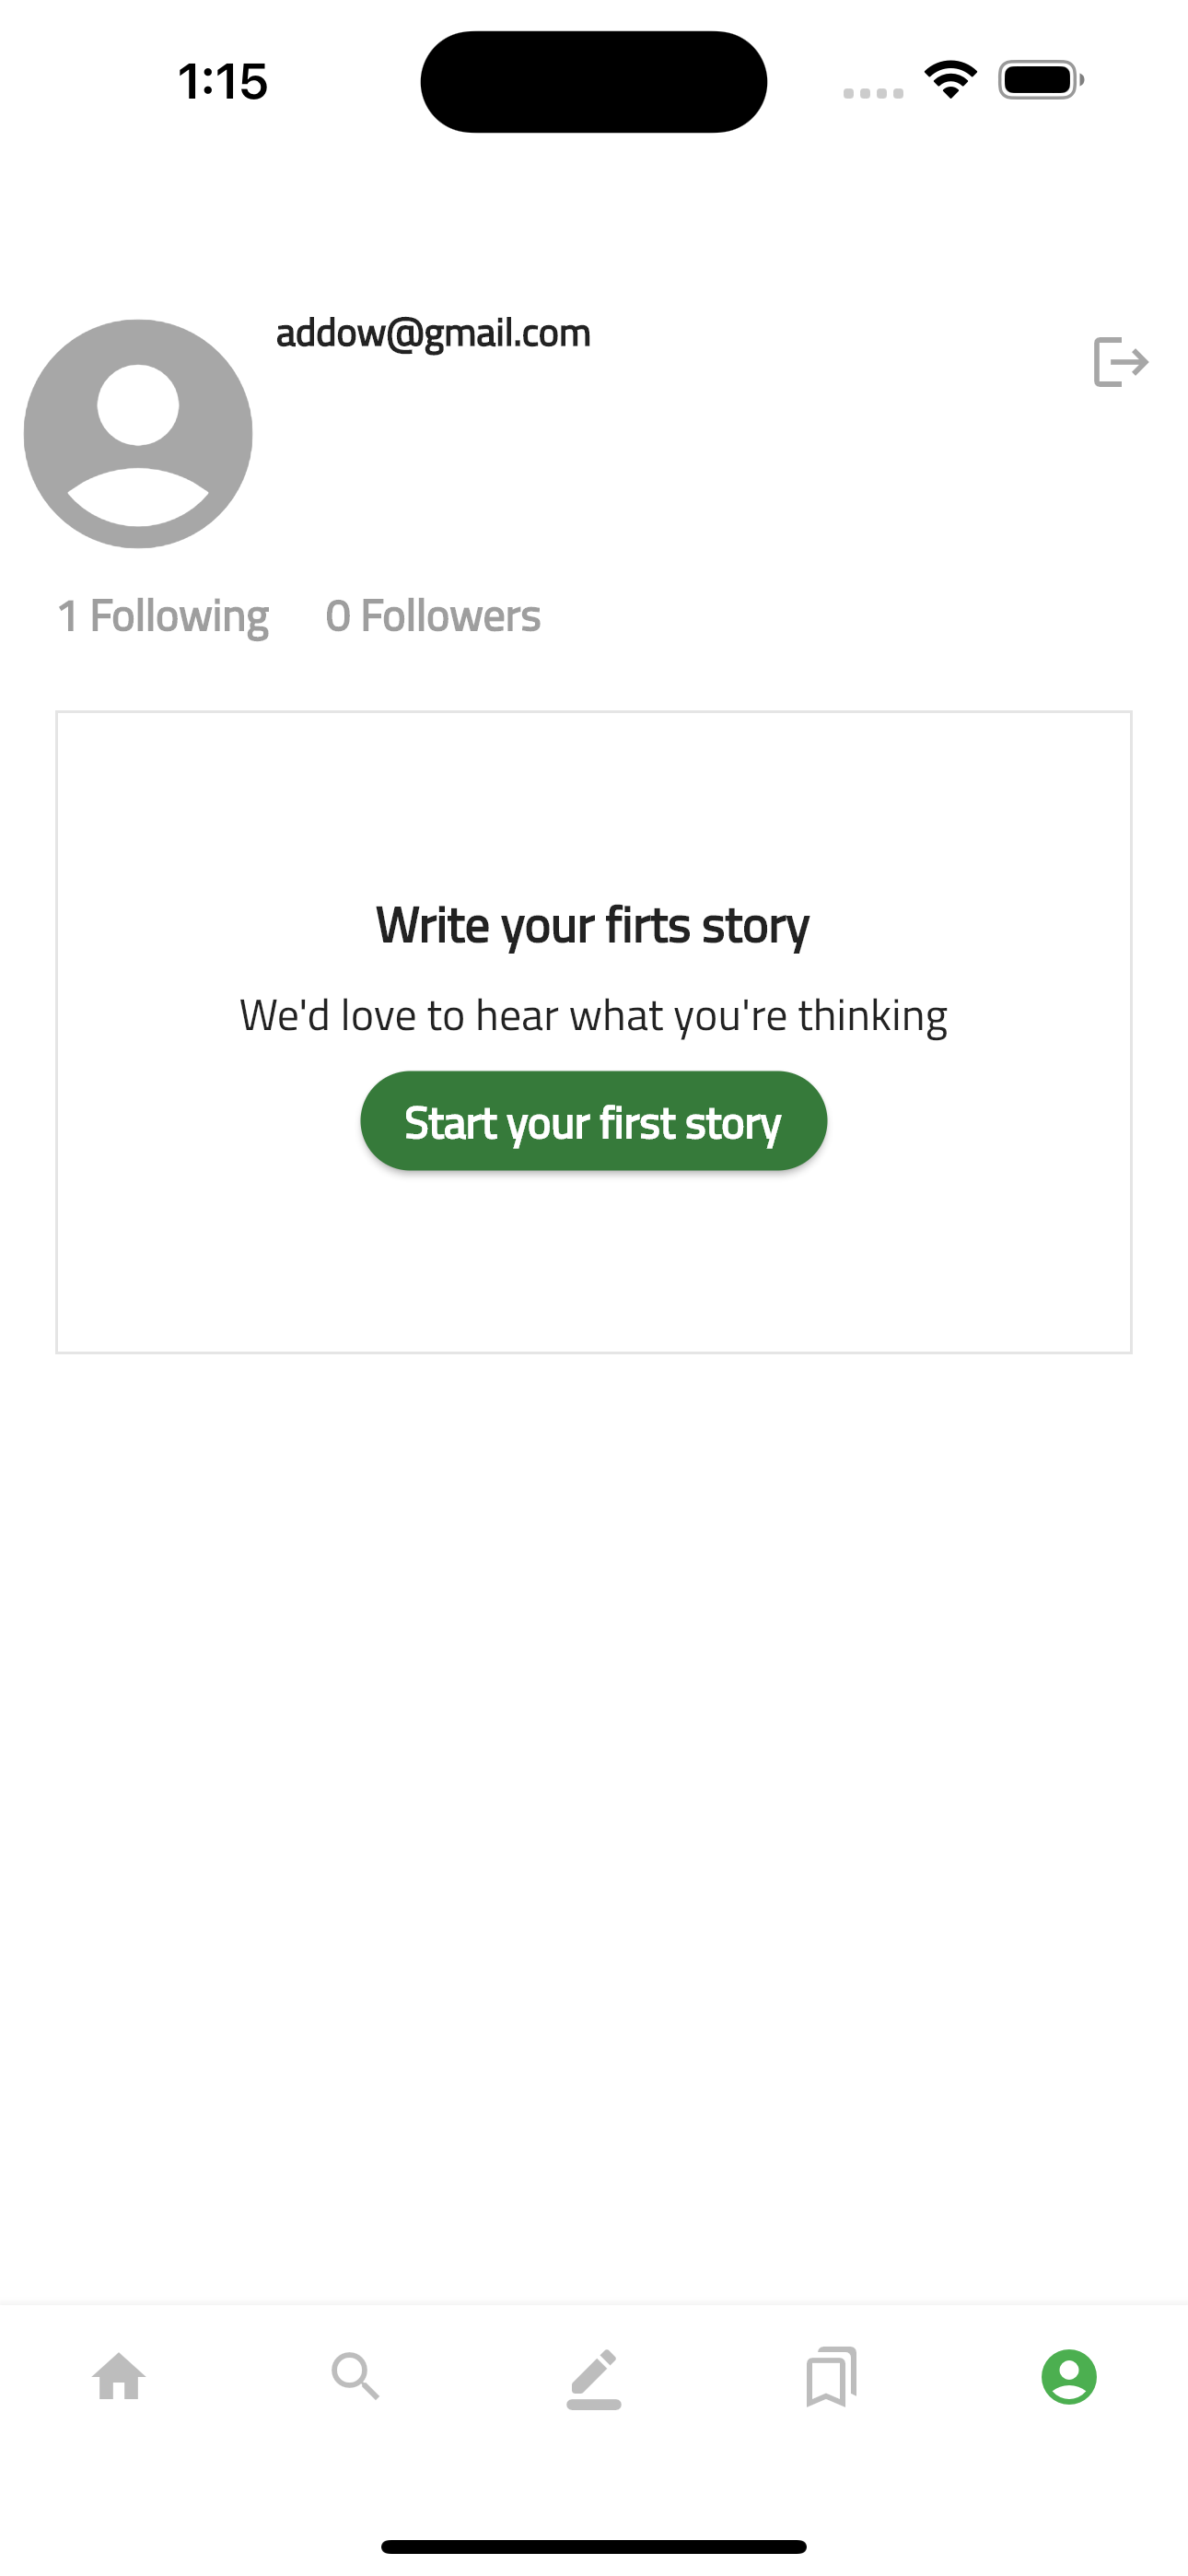 1:15
addow@gmail.com
1 Following 0 Followers
Write your firts story
We'd love to hear what you're thinking
Start your first story